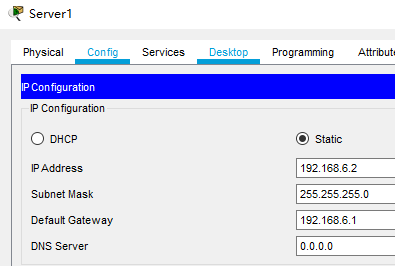 Server1
Physical Config Services Desktop Programming
IP Configuration
IP Configuration
DHCP Static
IP Address 192.168.6.2
Subnet Mask 255.255.255.0
Default Gateway 192.168.6.1
DNS Server 0.0.0.0